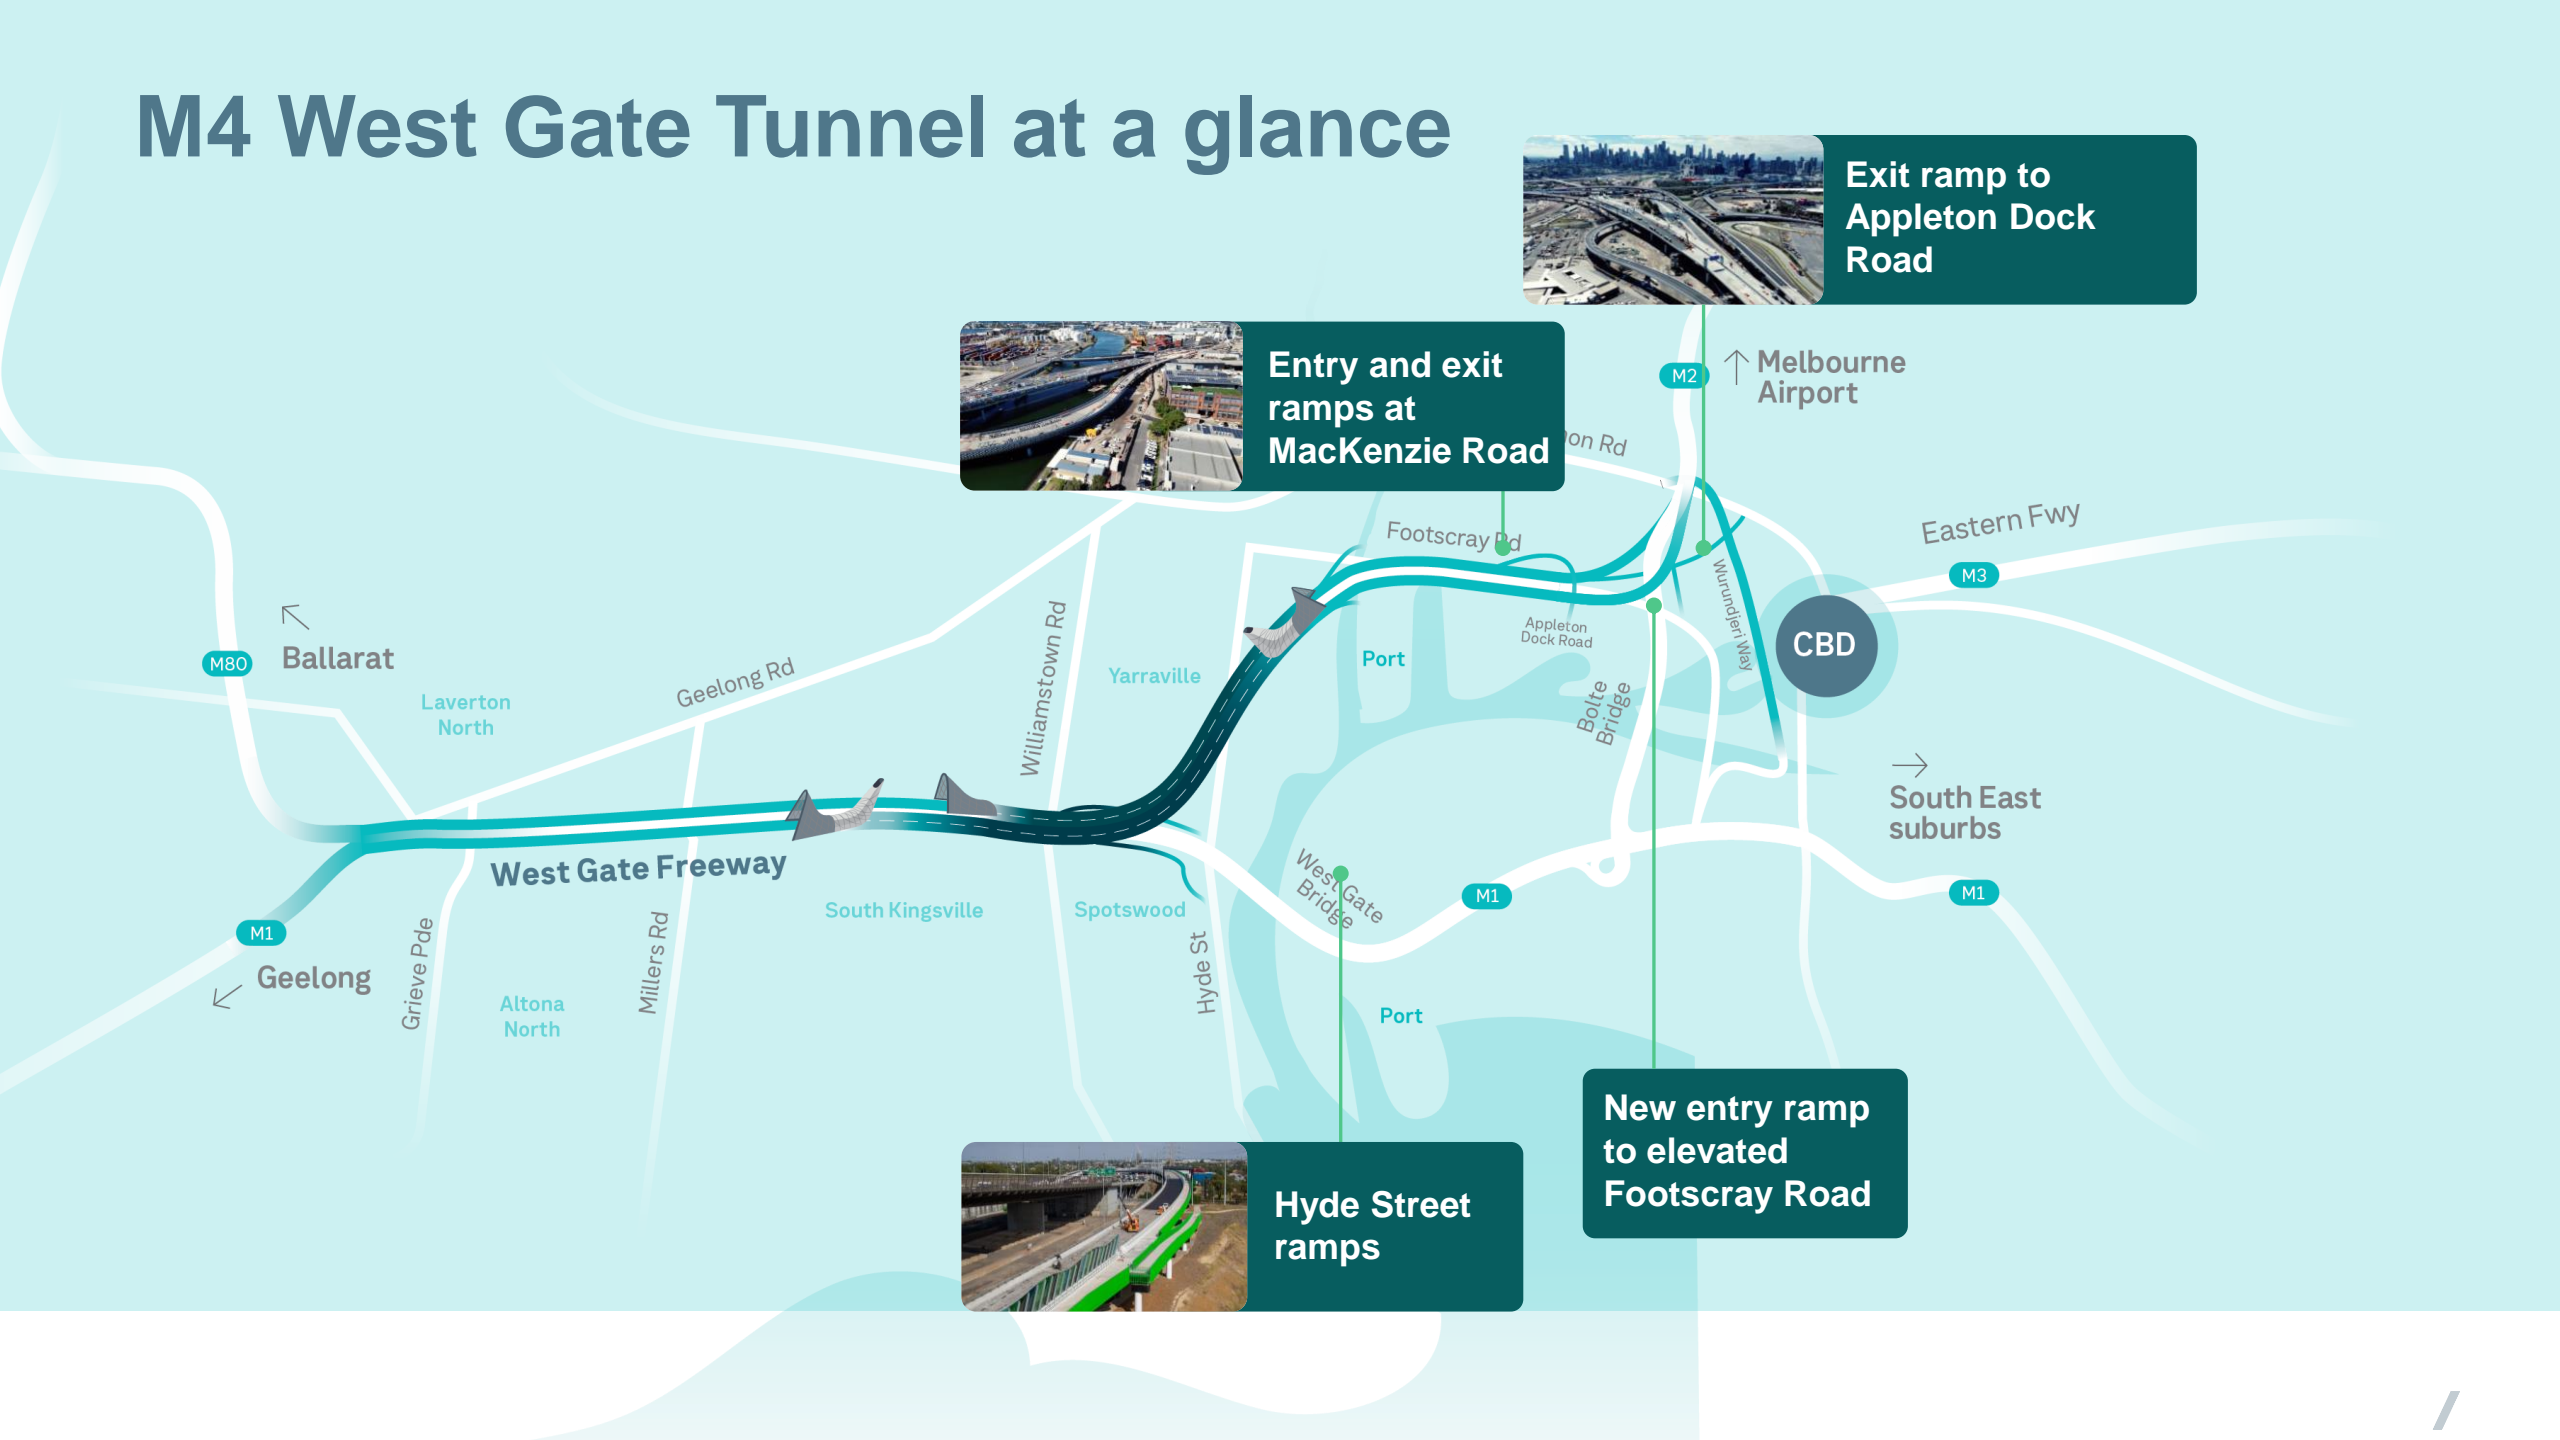 M4 West Gate Tunnel at a glance
Exit ramp to
Appleton Dock
Road
Entry and exit
ramps at
MacKenzie Road
M2
Melbourne
Airport
Rd
Footscray Rd
Eastern Fwy
M3
Wurundjeri Way
CBD
Appleton
Dock Road
Port
Yarraville
Williamstown Rd
Geelong Rd
Ballarat
M80
Laverton
North
Bolte
Bridge
South East
suburbs
West Gate Freeway
South Kingsville
Spotswood
West Gate
Bridge
M1
M1
M1
Geelong
Grieve Pde
Millers Rd
Hyde St
Altona
North
Port
New entry ramp
to elevated
Footscray Road
Hyde Street
ramps